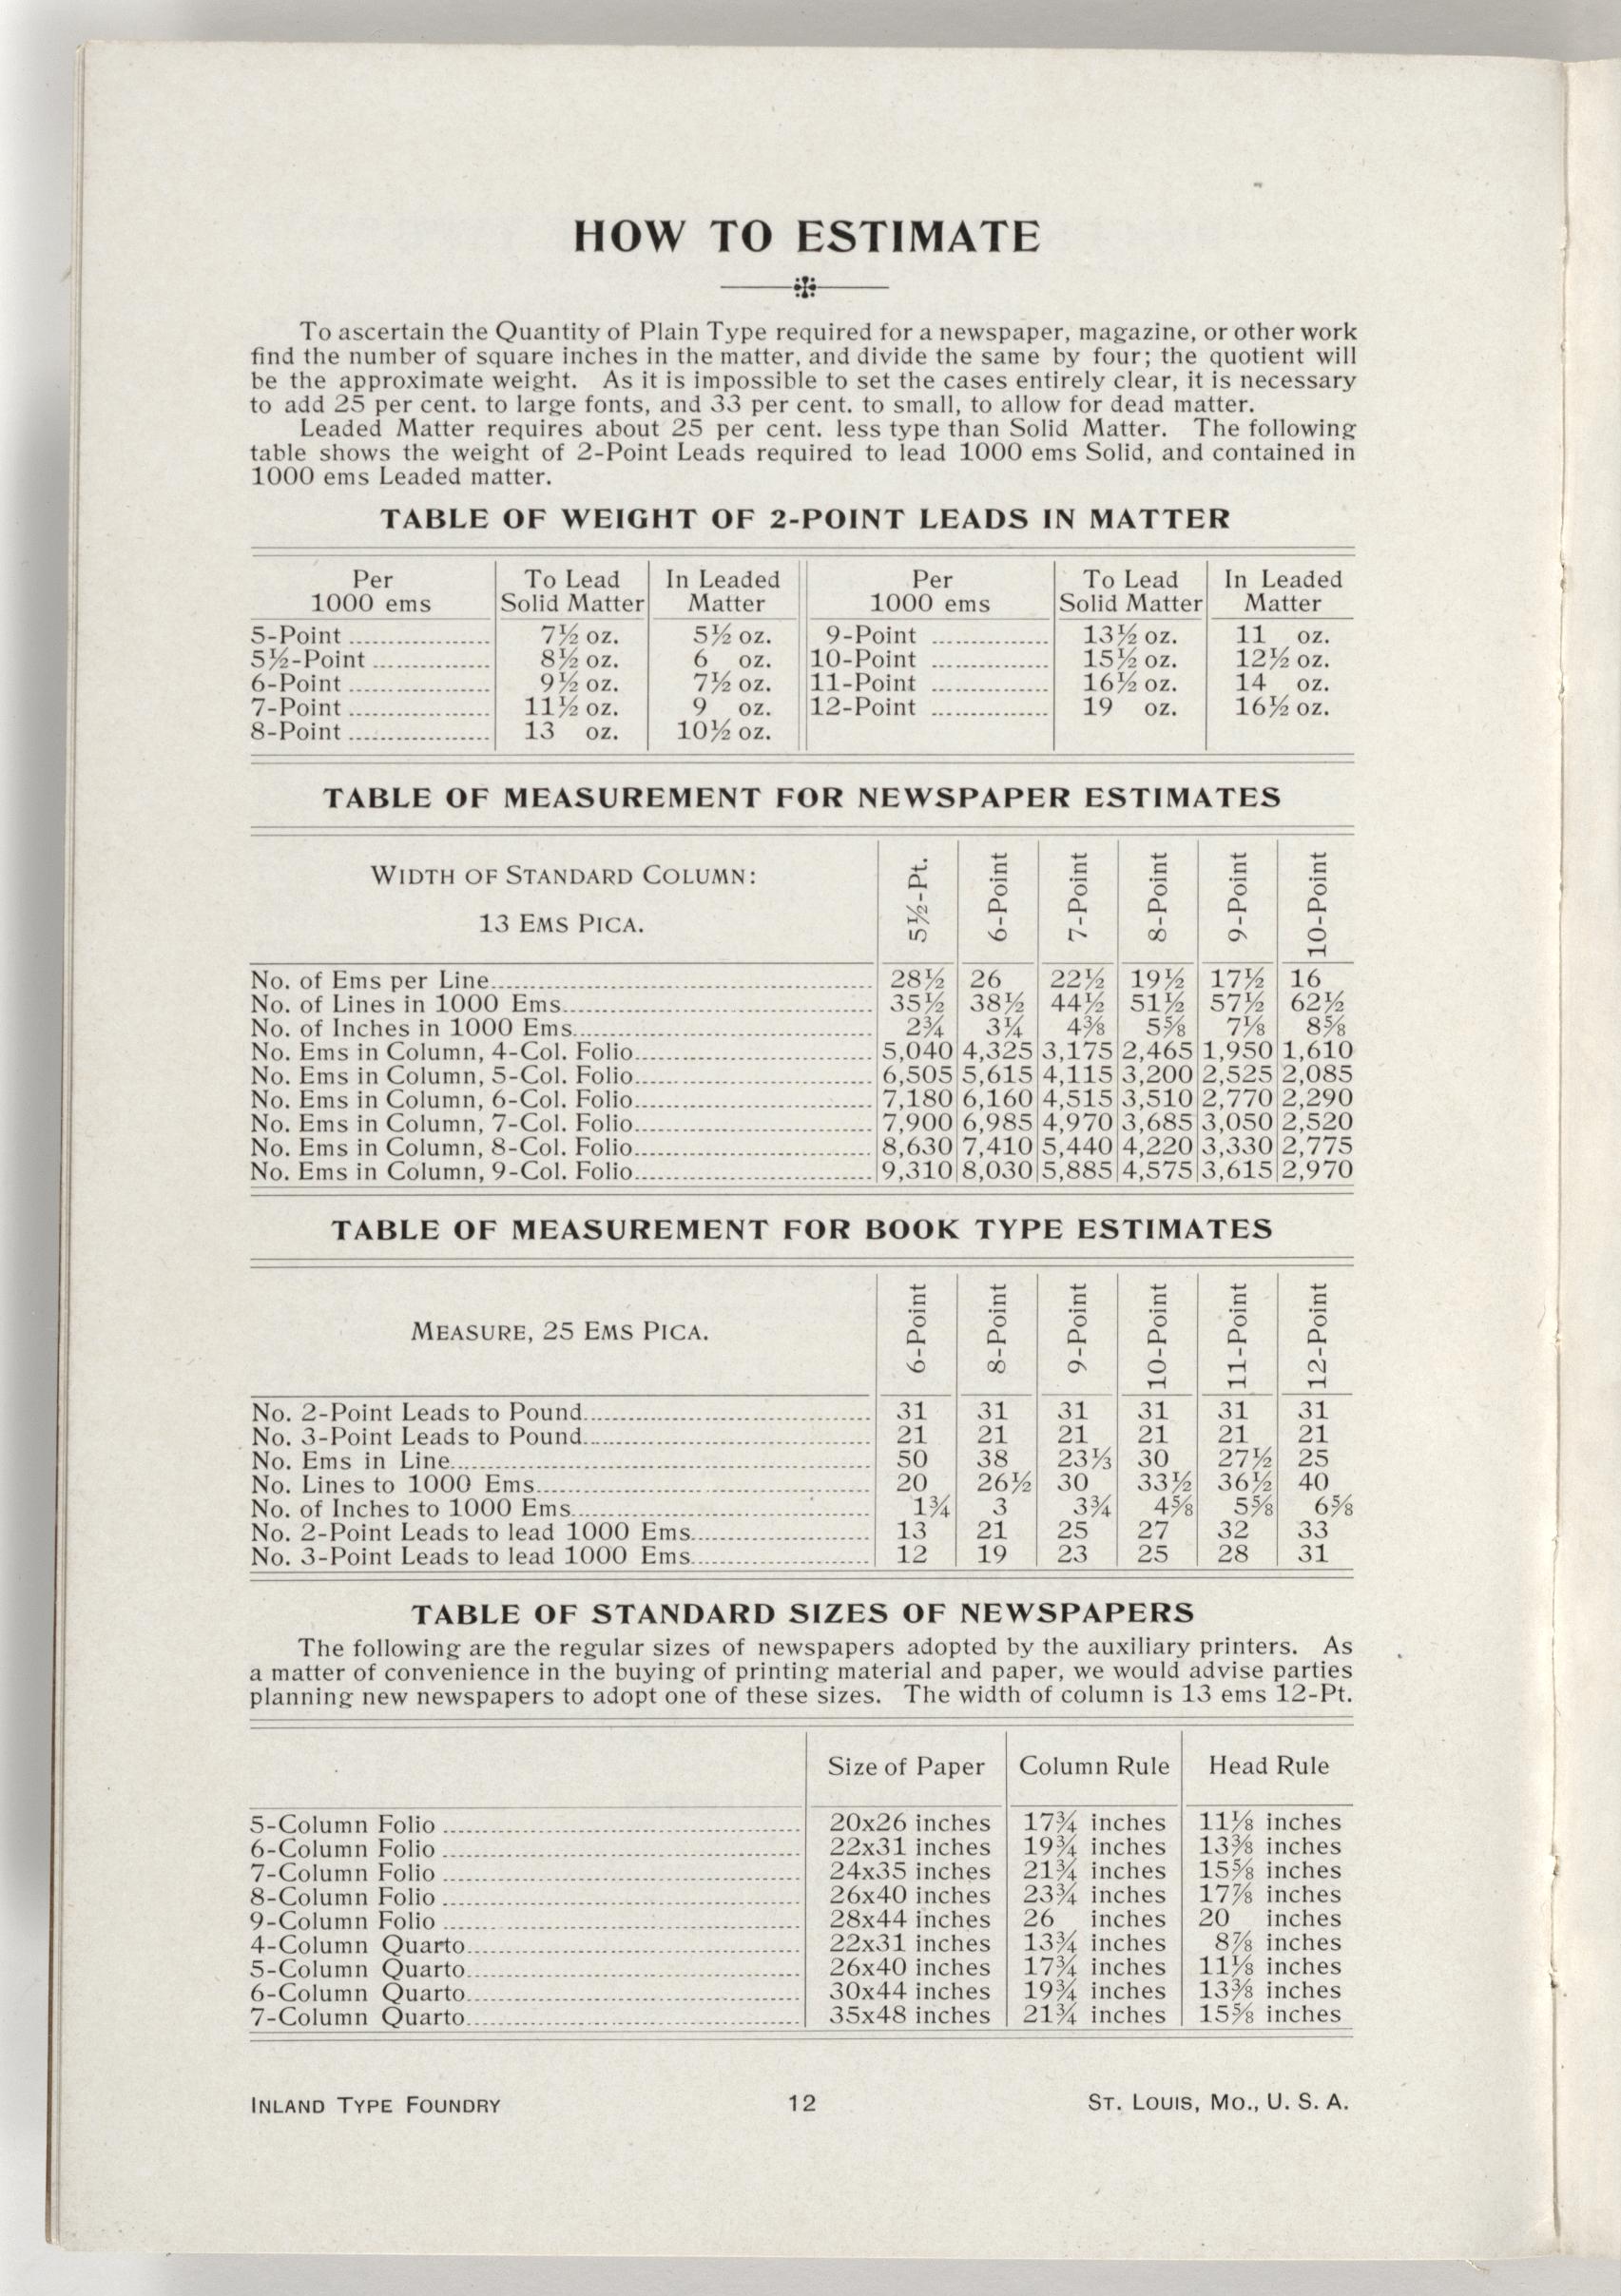 HOW TO ESTIMATE
To ascertain the Quantity of Plain Type required for a newspaper, magazine, or other work
find the number of square inches in the matter, and divide the same by four; the quotient will
be the approximate weight. As it is impossible to set the cases entirely clear, it is necessary
to add 25 per cent. to large fonts, and 33 per cent. to small, to allow for dead matter.
Leaded Matter requires about 25 per cent. less type than Solid Matter. The following
table shows the weight of 2-Point Leads required to lead 1000 ems Solid, and contained in
1000 ems Leaded matter.
TABLE OF WEIGHT OF 2-POINT LEADS IN MATTER
Per To Lead In Leaded Per To Lead In Leaded
1000 ems Solid Matter Matter 1000 ems Solid Matter Matter
5-Point 7½ oz. 5½ oz. 9-Point 13½ oz. 11 oz.
5½-Point 8½ oz. 6 oz. 10-Point 15½ oz. 12½ oz.
6-Point 9½ oz. 7½ oz. 11-Point 16½ oz. 14 oz.
7-Point 11½ oz. 9 oz. 12-Point 19 oz. 16½ oz.
8-Point 13 oz. 10½ oz.
TABLE OF MEASUREMENT FOR NEWSPAPER ESTIMATES
WIDTH OF STANDARD COLUMN:
13 EMS PICA.
5½-Pt. 6-Point 7-Point 8-Point 9-Point 10-Point
No. of Ems per Line 28½ 26 22½ 19½ 17½ 16
No. of Lines in 1000 Ems 35½ 38½ 44½ 51½ 57½ 62½
No. of Inches in 1000 Ems 2¾ 3¼ 4⅜ 5⅝ 7⅛ 8⅝
No. Ems in Column, 4-Col. Folio 5,040 4,325 3,175 2,465 1,950 1,610
No. Ems in Column, 5-Col. Folio 6,505 5,615 4,115 3,200 2,525 2,085
No. Ems in Column, 6-Col. Folio 7,180 6,160 4,515 3,510 2,770 2,290
No. Ems in Column, 7-Col. Folio 7,900 6,985 4,970 3,685 3,050 2,520
No. Ems in Column, 8-Col. Folio 8,630 7,410 5,440 4,220 3,330 2,775
No. Ems in Column, 9-Col. Folio 9,310 8,030 5,885 4,575 3,615 2,970
TABLE OF MEASUREMENT FOR BOOK TYPE ESTIMATES
MEASURE, 25 EMS PICA.
6-Point 8-Point 9-Point 10-Point 11-Point 12-Point
No. 2-Point Leads to Pound 31 31 31 31 31 31
No. 3-Point Leads to Pound 21 21 21 21 21 21
No. Ems in Line 50 38 23⅓ 30 27½ 25
No. Lines to 1000 Ems 20 26½ 30 33½ 36½ 40
No. of Inches to 1000 Ems 1¾ 3 3¾ 4⅝ 5⅝ 6⅝
No. 2-Point Leads to lead 1000 Ems 13 21 25 27 32 33
No. 3-Point Leads to lead 1000 Ems 12 19 23 25 28 31
TABLE OF STANDARD SIZES OF NEWSPAPERS
The following are the regular sizes of newspapers adopted by the auxiliary printers. As
a matter of convenience in the buying of printing material and paper, we would advise parties
planning new newspapers to adopt one of these sizes. The width of column is 13 ems 12-Pt.
Size of Paper Column Rule Head Rule
5-Column Folio 20x26 inches 17¾ inches 11⅛ inches
6-Column Folio 22x31 inches 19¾ inches 13⅜ inches
7-Column Folio 24x35 inches 21¾ inches 15⅝ inches
8-Column Folio 26x40 inches 23¾ inches 17⅞ inches
9-Column Folio 28x44 inches 26 inches 20 inches
4-Column Quarto 22x31 inches 13¾ inches 8⅞ inches
5-Column Quarto 26x40 inches 17¾ inches 11⅛ inches
6-Column Quarto 30x44 inches 19¾ inches 13⅜ inches
7-Column Quarto 35x48 inches 21¾ inches 15⅝ inches
INLAND TYPE FOUNDRY 12 ST. LOUIS, MO., U. S. A.